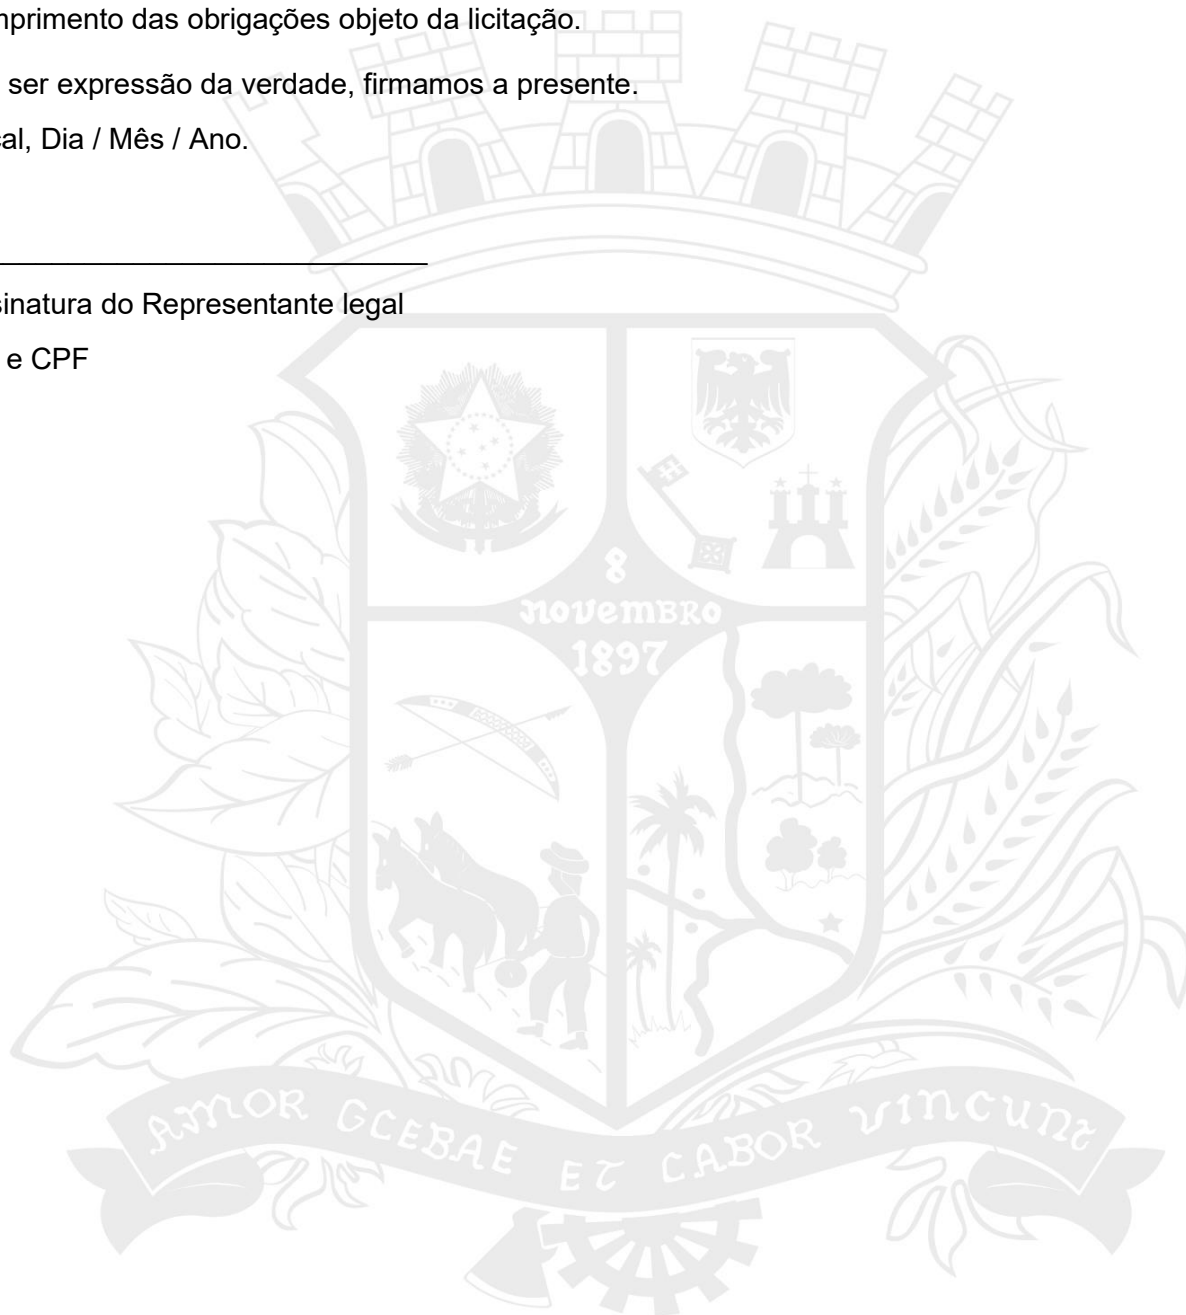 mprimento das obrigações objeto da licitação.
ser expressão da verdade, firmamos a presente.
al, Dia / Mês / Ano.
sinatura do Representante legal
e CPF
8
NOVEMBRO
1897
AMOR GLEBAE ET LABOR VINCUNT